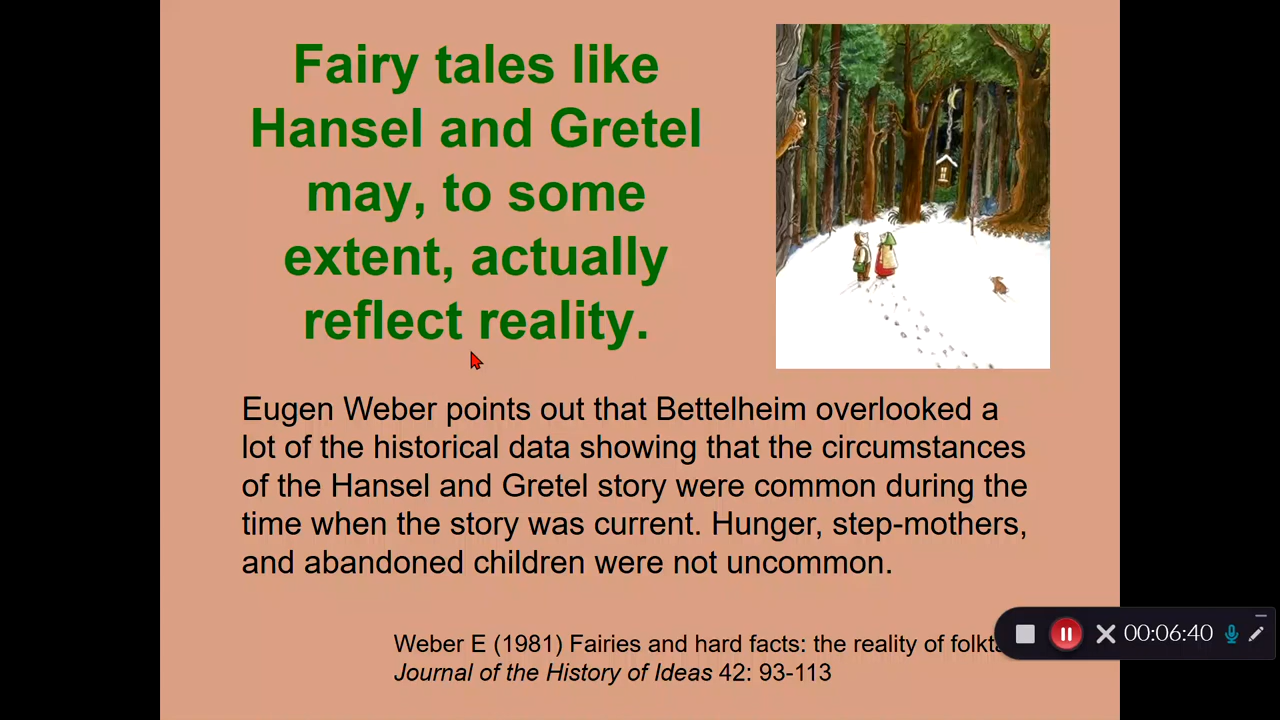 Fairy tales like
Hansel and Gretel
may, to some
extent, actually
reflect reality.
Eugen Weber points out that Bettelheim overlooked a
lot of the historical data showing that the circumstances
of the Hansel and Gretel story were common during the
time when the story was current. Hunger, step-mothers,
and abandoned children were not uncommon.
Weber E (1981) Fairies and hard facts: the reality of
Journal of the History of Ideas 42: 93-113
00:06:40